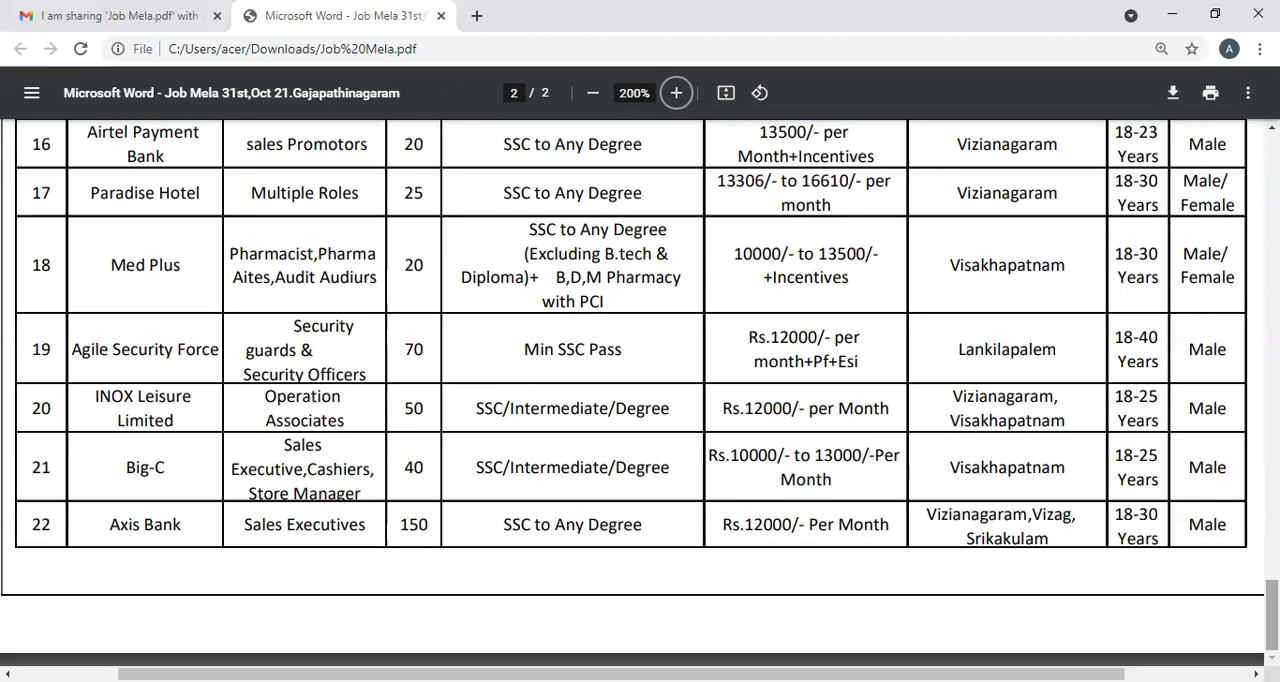 I am sharing 'Job Mela.pdf' with
Microsoft Word - Job Mela 31st,O
File
C:/Users/acer/Downloads/Job%20Mela.pdf
A
Microsoft Word - Job Mela 31st,Oct 21.Gajapathinagaram
2 / 2
200%
16
Airtel Payment
Bank
sales Promotors
20
SSC to Any Degree
13500/- per
Month+Incentives
Vizianagaram
18-23
Years
Male
17
Paradise Hotel
Multiple Roles
25
SSC to Any Degree
13306/- to 16610/- per
month
Vizianagaram
18-30
Years
Male/
Female
18
Med Plus
Pharmacist,Pharma
Aites,Audit Audiurs
20
SSC to Any Degree
(Excluding B.tech &
Diploma)+ B,D,M Pharmacy
with PCI
10000/- to 13500/-
+Incentives
Visakhapatnam
18-30
Years
Male/
Female
19
Agile Security Force
Security
guards &
Security Officers
70
Min SSC Pass
Rs.12000/- per
month+Pf+Esi
Lankilapalem
18-40
Years
Male
20
INOX Leisure
Limited
Operation
Associates
50
SSC/Intermediate/Degree
Rs.12000/- per Month
Vizianagaram,
Visakhapatnam
18-25
Years
Male
21
Big-C
Sales
Executive,Cashiers,
Store Manager
40
SSC/Intermediate/Degree
Rs.10000/- to 13000/-Per
Month
Visakhapatnam
18-25
Years
Male
22
Axis Bank
Sales Executives
150
SSC to Any Degree
Rs.12000/- Per Month
Vizianagaram,Vizag,
Srikakulam
18-30
Years
Male